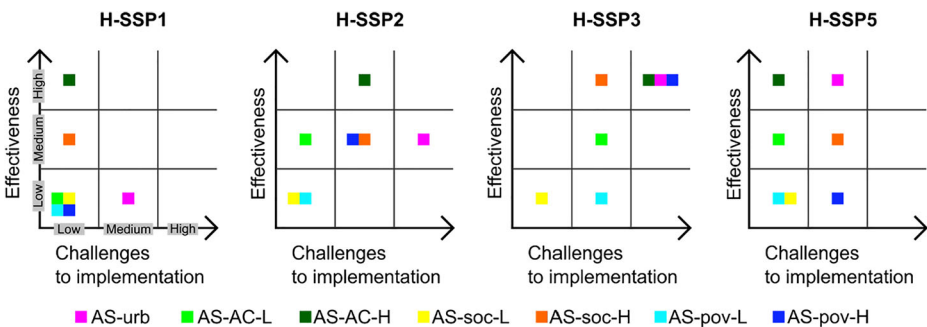 H-SSP1 H-SSP2 H-SSP3 H-SSP5
Effectiveness Effectiveness Effectiveness Effectiveness
High
Medium
Low
Low Medium High
Challenges Challenges Challenges Challenges
to implementation to implementation to implementation to implementation
AS-urb AS-AC-L AS-AC-H AS-soc-L AS-soc-H AS-pov-L AS-pov-H